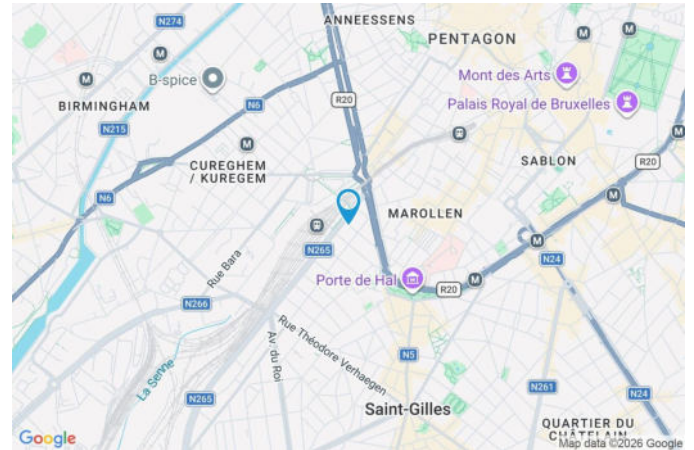 N274
ANNEESSENS
PENTAGON
M
B-spice
Mont des Arts
BIRMINGHAM
N6
R20
Palais Royal de Bruxelles
N215
M
CUREGHEM
/ KUREGEM
SABLON
R20
M
N6
MAROLLEN
M
N265
N24
Rue Bara
Porte de Hal
R20
M
N266
Rue Théodore Verhaegen
La Senne
Av. du Roi
N5
N265
N261
N24
Saint-Gilles
QUARTIER DU
CHÂTELAIN
Google
Map data ©2026 Google